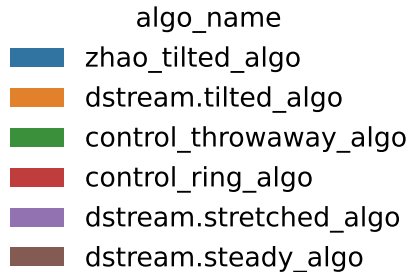 algo_name
zhao_tilted_algo
dstream.tilted_algo
control_throwaway_algo
control_ring_algo
dstream.stretched_algo
dstream.steady_algo